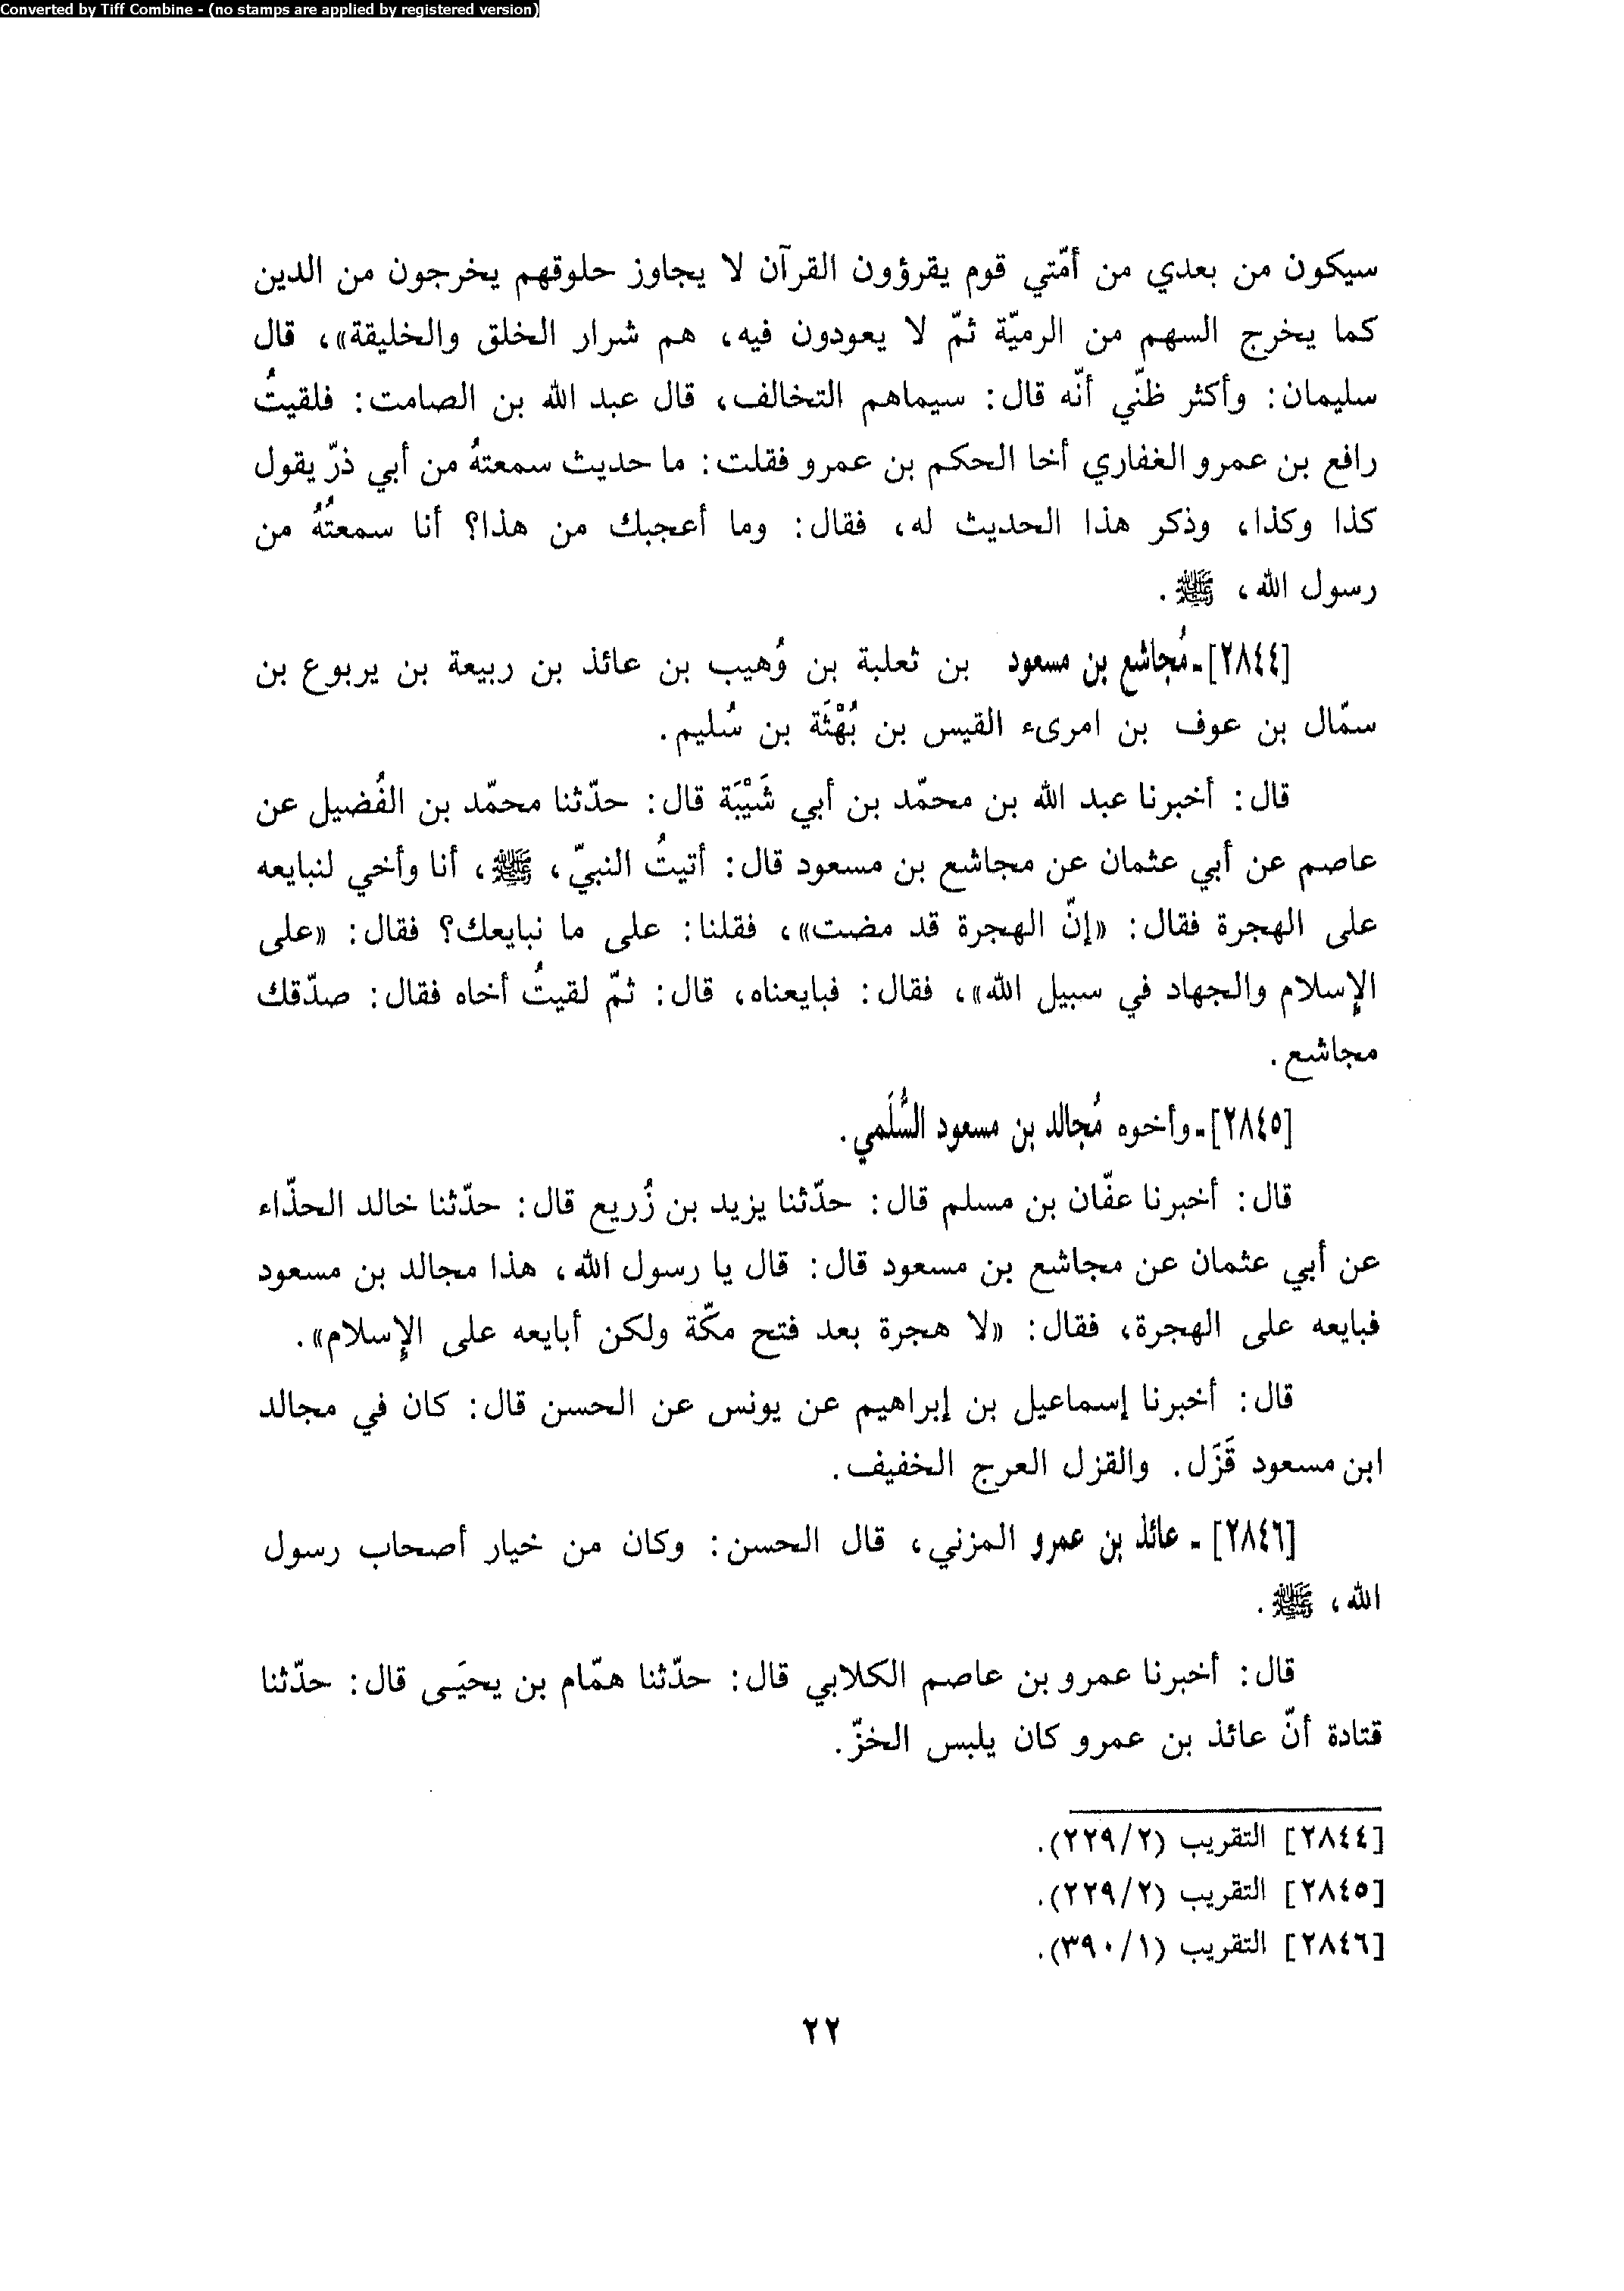 Converted by Tiff Combine - (no stamps are applied by registered version)
سيكون من بعدي من أمّتي قوم يقرؤون القرآن لا يجاوز حلوقهم يخرجون من الدين
كما يخرج السهم من الرميّة ثمّ لا يعودون فيه، هم شرار الخلق والخليقة»، قال
سليمان: وأكثر ظنّي أنّه قال: سيماهم التخالف، قال عبد الله بن الصامت: فلقيتُ
رافع بن عمرو الغفاري أخا الحكم بن عمرو فقلت: ما حديث سمعتهُ من أبي ذرّ يقول
كذا وكذا، وذكر هذا الحديث له، فقال: وما أعجبك من هذا؟ أنا سمعتُهُ من
رسول الله، ﷺ.
[٢٨٤٤]-مُجاشع بن مسعود بن ثعلبة بن وُهيب بن عائذ بن ربيعة بن يربوع بن
سمّال بن عوف بن امرىء القيس بن بُهْثَة بن سُليم.
قال: أخبرنا عبد الله بن محمّد بن أبي شَيْبَة قال: حدّثنا محمّد بن الفُضيل عن
عاصم عن أبي عثمان عن مجاشع بن مسعود قال: أتيتُ النبيّ، ﷺ، أنا وأخي لنبايعه
على الهجرة فقال: «إنّ الهجرة قد مضت»، فقلنا: على ما نبايعك؟ فقال: «على
الإسلام والجهاد في سبيل الله»، فقال: فبايعناه، قال: ثمّ لقيتُ أخاه فقال: صدّقك
مجاشع.
[٢٨٤٥]-وأخوه مُجالد بن مسعود السُّلَمي.
قال: أخبرنا عفّان بن مسلم قال: حدّثنا يزيد بن زُريع قال: حدّثنا خالد الحذّاء
عن أبي عثمان عن مجاشع بن مسعود قال: قال يا رسول الله، هذا مجالد بن مسعود
فبايعه على الهجرة، فقال: «لا هجرة بعد فتح مكّة ولكن أبايعه على الإسلام».
قال: أخبرنا إسماعيل بن إبراهيم عن يونس عن الحسن قال: كان في مجالد
ابن مسعود قَزَل. والقزل العرج الخفيف.
[٢٨٤٦] - عائذ بن عمرو المزني، قال الحسن: وكان من خيار أصحاب رسول
الله، ﷺ.
قال: أخبرنا عمرو بن عاصم الكلابي قال: حدّثنا همّام بن يحيَى قال: حدّثنا
قتادة أنّ عائذ بن عمرو كان يلبس الخزّ.
[٢٨٤٤] التقريب (٢٢٩/٢).
[٢٨٤٥] التقريب (٢٢٩/٢).
[٢٨٤٦] التقريب (٣٩٠/١).
٢٢